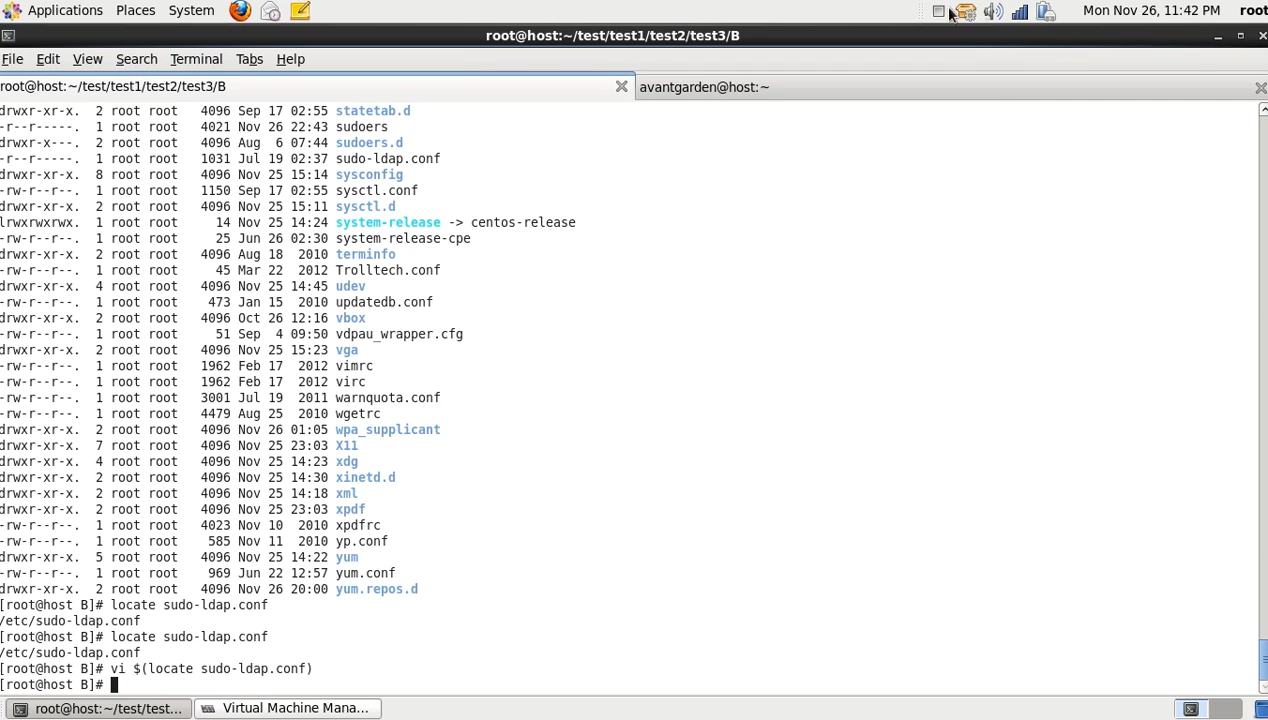 Applications Places System Mon Nov 26, 11:42 PM root
root@host:~/test/test1/test2/test3/B
File Edit View Search Terminal Tabs Help
root@host:~/test/test1/test2/test3/B avantgarden@host:~
drwxr-xr-x. 2 root root 4096 Sep 17 02:55 statetab.d
-r--r-----. 1 root root 4021 Nov 26 22:43 sudoers
drwxr-x---. 2 root root 4096 Aug 6 07:44 sudoers.d
-r--r-----. 1 root root 1031 Jul 19 02:37 sudo-ldap.conf
drwxr-xr-x. 8 root root 4096 Nov 25 15:14 sysconfig
-rw-r--r--. 1 root root 1150 Sep 17 02:55 sysctl.conf
drwxr-xr-x. 2 root root 4096 Nov 25 15:11 sysctl.d
lrwxrwxrwx. 1 root root 14 Nov 25 14:24 system-release -> centos-release
-rw-r--r--. 1 root root 25 Jun 26 02:30 system-release-cpe
drwxr-xr-x. 2 root root 4096 Aug 18 2010 terminfo
-rw-r--r--. 1 root root 45 Mar 22 2012 Trolltech.conf
drwxr-xr-x. 4 root root 4096 Nov 25 14:45 udev
-rw-r--r--. 1 root root 473 Jan 15 2010 updatedb.conf
drwxr-xr-x. 2 root root 4096 Oct 26 12:16 vbox
-rw-r--r--. 1 root root 51 Sep 4 09:50 vdpau_wrapper.cfg
drwxr-xr-x. 2 root root 4096 Nov 25 15:23 vga
-rw-r--r--. 1 root root 1962 Feb 17 2012 vimrc
-rw-r--r--. 1 root root 1962 Feb 17 2012 virc
-rw-r--r--. 1 root root 3001 Jul 19 2011 warnquota.conf
-rw-r--r--. 1 root root 4479 Aug 25 2010 wgetrc
drwxr-xr-x. 2 root root 4096 Nov 26 01:05 wpa_supplicant
drwxr-xr-x. 7 root root 4096 Nov 25 23:03 X11
drwxr-xr-x. 4 root root 4096 Nov 25 14:23 xdg
drwxr-xr-x. 2 root root 4096 Nov 25 14:30 xinetd.d
drwxr-xr-x. 2 root root 4096 Nov 25 14:18 xml
drwxr-xr-x. 2 root root 4096 Nov 25 23:03 xpdf
-rw-r--r--. 1 root root 4023 Nov 10 2010 xpdfrc
-rw-r--r--. 1 root root 585 Nov 11 2010 yp.conf
drwxr-xr-x. 5 root root 4096 Nov 25 14:22 yum
-rw-r--r--. 1 root root 969 Jun 22 12:57 yum.conf
drwxr-xr-x. 2 root root 4096 Nov 26 20:00 yum.repos.d
[root@host B]# locate sudo-ldap.conf
/etc/sudo-ldap.conf
[root@host B]# locate sudo-ldap.conf
/etc/sudo-ldap.conf
[root@host B]# vi $(locate sudo-ldap.conf)
[root@host B]#
root@host:~/test/test... Virtual Machine Mana...